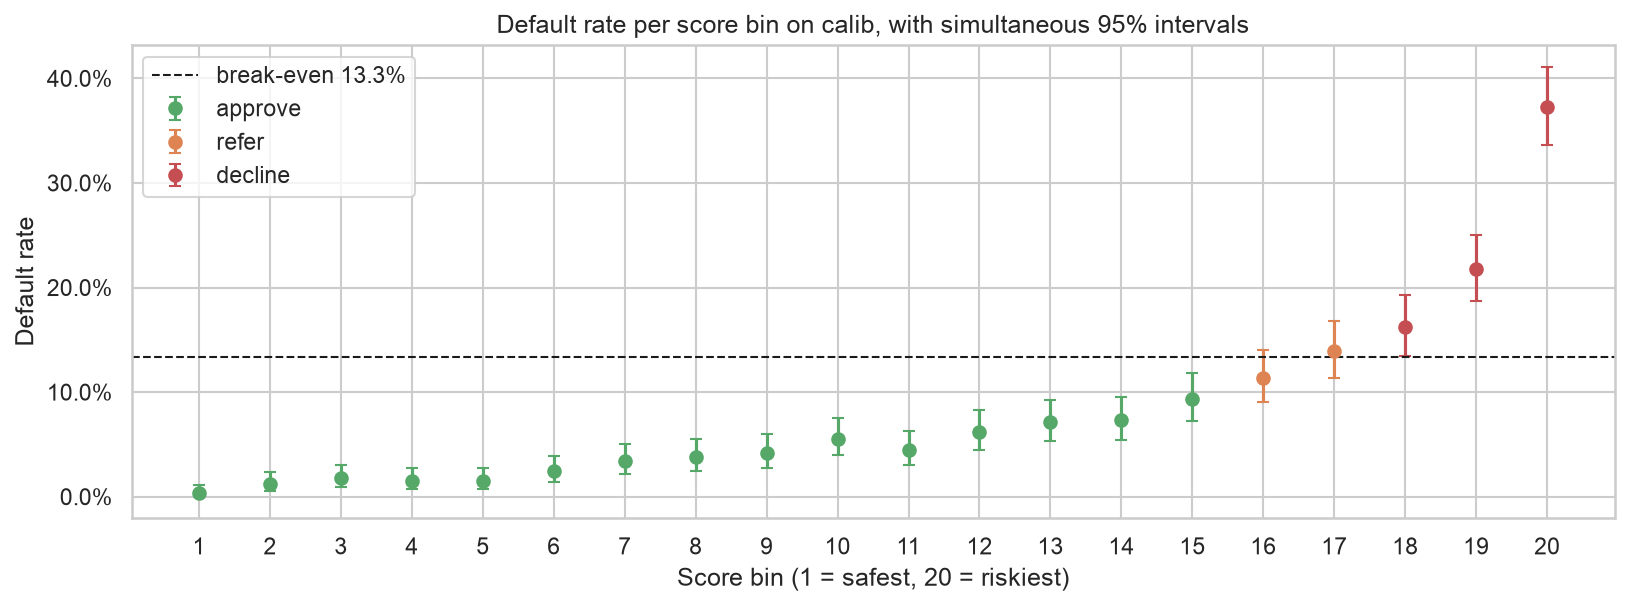 Default rate per score bin on calib, with simultaneous 95% intervals
break-even 13.3%
approve
refer
decline
Default rate
40.0%
30.0%
20.0%
10.0%
0.0%
1 2 3 4 5 6 7 8 9 10 11 12 13 14 15 16 17 18 19 20
Score bin (1 = safest, 20 = riskiest)